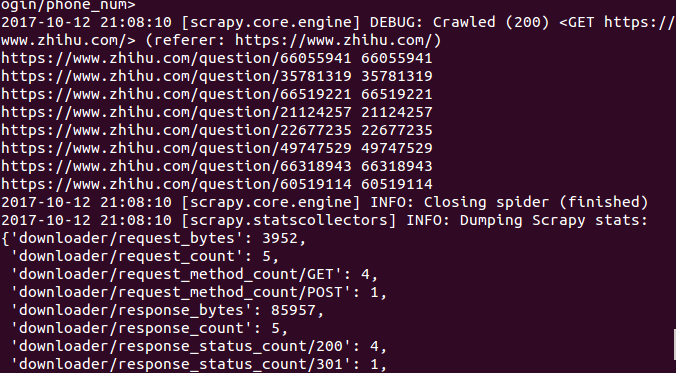 ogin/phone_num>
2017-10-12 21:08:10 [scrapy.core.engine] DEBUG: Crawled (200) <GET https://
www.zhihu.com/> (referer: https://www.zhihu.com/)
https://www.zhihu.com/question/66055941 66055941
https://www.zhihu.com/question/35781319 35781319
https://www.zhihu.com/question/66519221 66519221
https://www.zhihu.com/question/21124257 21124257
https://www.zhihu.com/question/22677235 22677235
https://www.zhihu.com/question/49747529 49747529
https://www.zhihu.com/question/66318943 66318943
https://www.zhihu.com/question/60519114 60519114
2017-10-12 21:08:10 [scrapy.core.engine] INFO: Closing spider (finished)
2017-10-12 21:08:10 [scrapy.statscollectors] INFO: Dumping Scrapy stats:
{'downloader/request_bytes': 3952,
 'downloader/request_count': 5,
 'downloader/request_method_count/GET': 4,
 'downloader/request_method_count/POST': 1,
 'downloader/response_bytes': 85957,
 'downloader/response_count': 5,
 'downloader/response_status_count/200': 4,
 'downloader/response_status_count/301': 1,